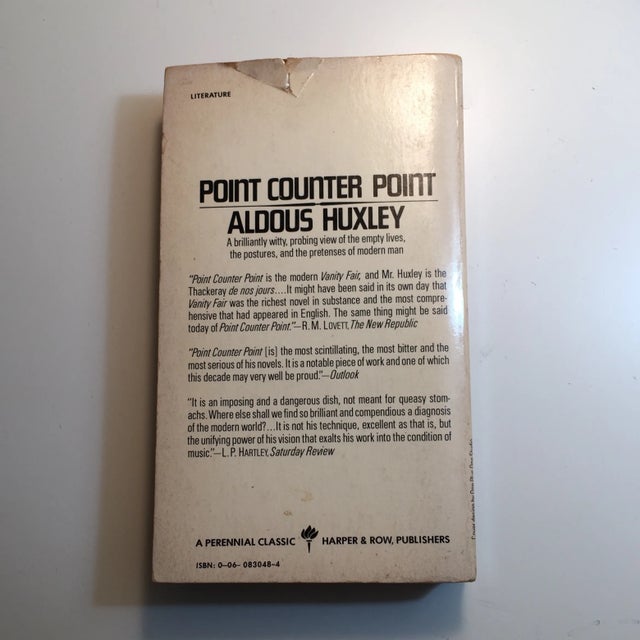 LITERATURE
POINT COUNTER POINT
ALDOUS HUXLEY
A brilliantly witty, probing view of the empty lives,
the postures, and the pretenses of modern man
"Point Counter Point is the modern Vanity Fair, and Mr. Huxley is the
Thackeray de nos jours....It might have been said in its own day that
Vanity Fair was the richest novel in substance and the most compre-
hensive that had appeared in English. The same thing might be said
today of Point Counter Point."—R. M. LOVETT, The New Republic
"Point Counter Point [is] the most scintillating, the most bitter and the
most serious of his novels. It is a notable piece of work and one of which
this decade may very well be proud."—Outlook
"It is an imposing and a dangerous dish, not meant for queasy stom-
achs. Where else shall we find so brilliant and compendious a diagnosis
of the modern world?...It is not his technique, excellent as that is, but
the unifying power of his vision that exalts his work into the condition of
music."—L. P. HARTLEY, Saturday Review
A PERENNIAL CLASSIC HARPER & ROW, PUBLISHERS
ISBN: 0-06- 083048-4